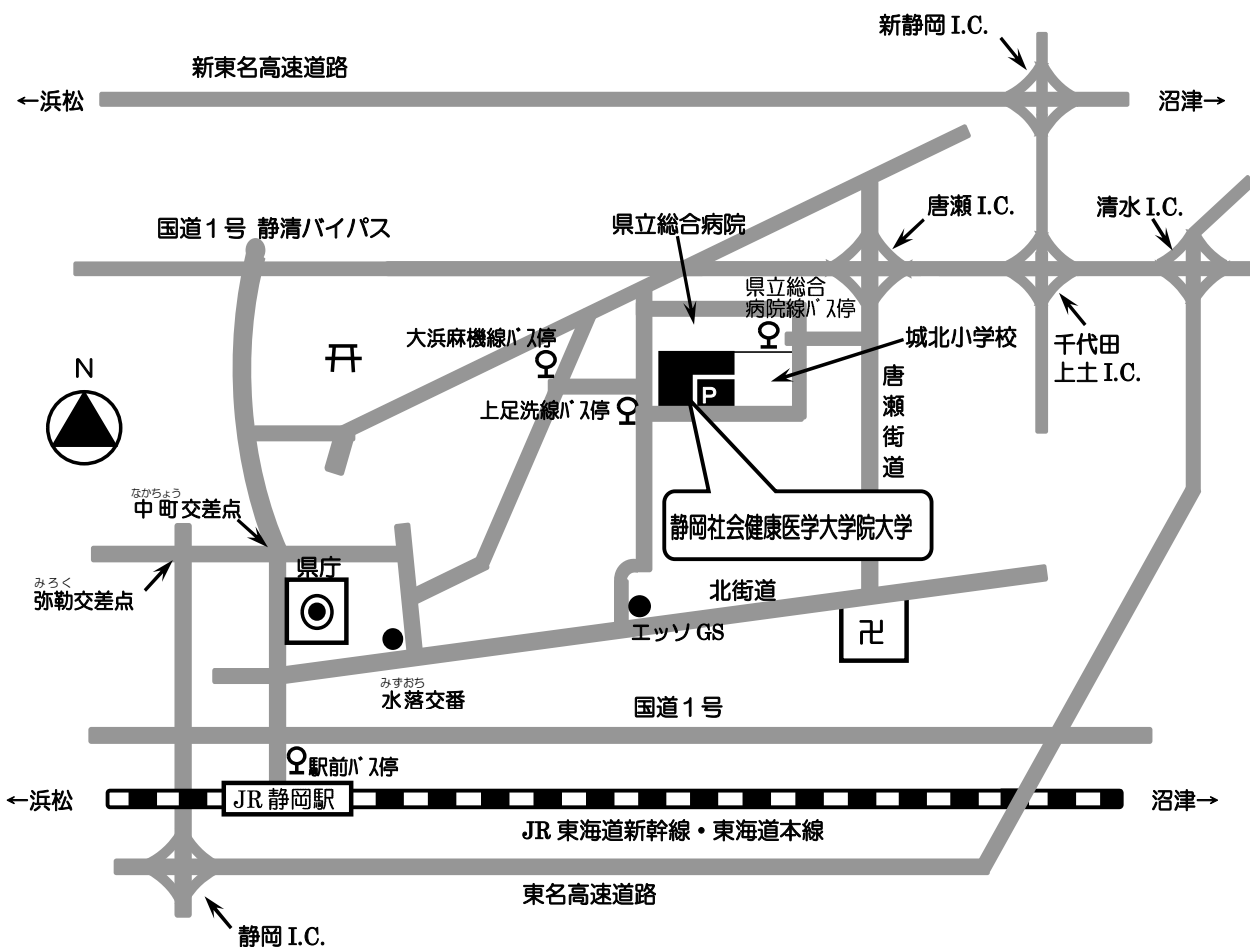 新静岡 I.C.
新東名高速道路
←浜松
沼津→
国道１号 静清バイパス
県立総合病院
唐瀬 I.C.
清水 I.C.
県立総合
病院線ﾊﾞｽ停
大浜麻機線ﾊﾞｽ停
城北小学校
千代田
上土 I.C.
N
上足洗線ﾊﾞｽ停
P
唐瀬街道
なかちょう
中町交差点
静岡社会健康医学大学院大学
県庁
みろく
弥勒交差点
北街道
エッソ GS
卍
みずおち
水落交番
国道１号
駅前ﾊﾞｽ停
←浜松
JR 静岡駅
沼津→
JR 東海道新幹線・東海道本線
東名高速道路
静岡 I.C.